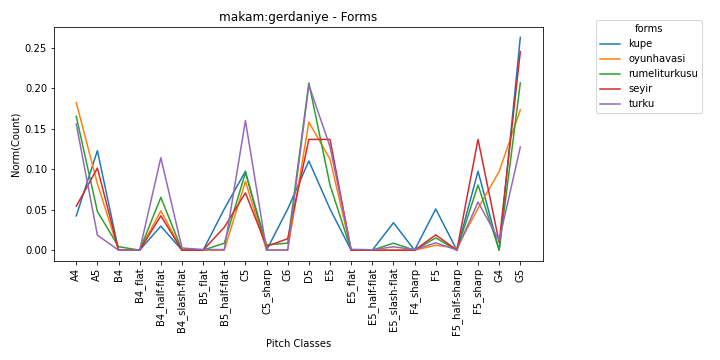 makam:gerdaniye - Forms
forms
kupe
oyunhavasi
rumeliturkusu
seyir
turku
Norm(Count)
0.25
0.20
0.15
0.10
0.05
0.00
A4
A5
B4
B4_flat
B4_half-flat
B4_slash-flat
B5_flat
B5_half-flat
C5
C5_sharp
C6
D5
E5
E5_flat
E5_half-flat
E5_slash-flat
F4_sharp
F5
F5_half-sharp
F5_sharp
G4
G5
Pitch Classes